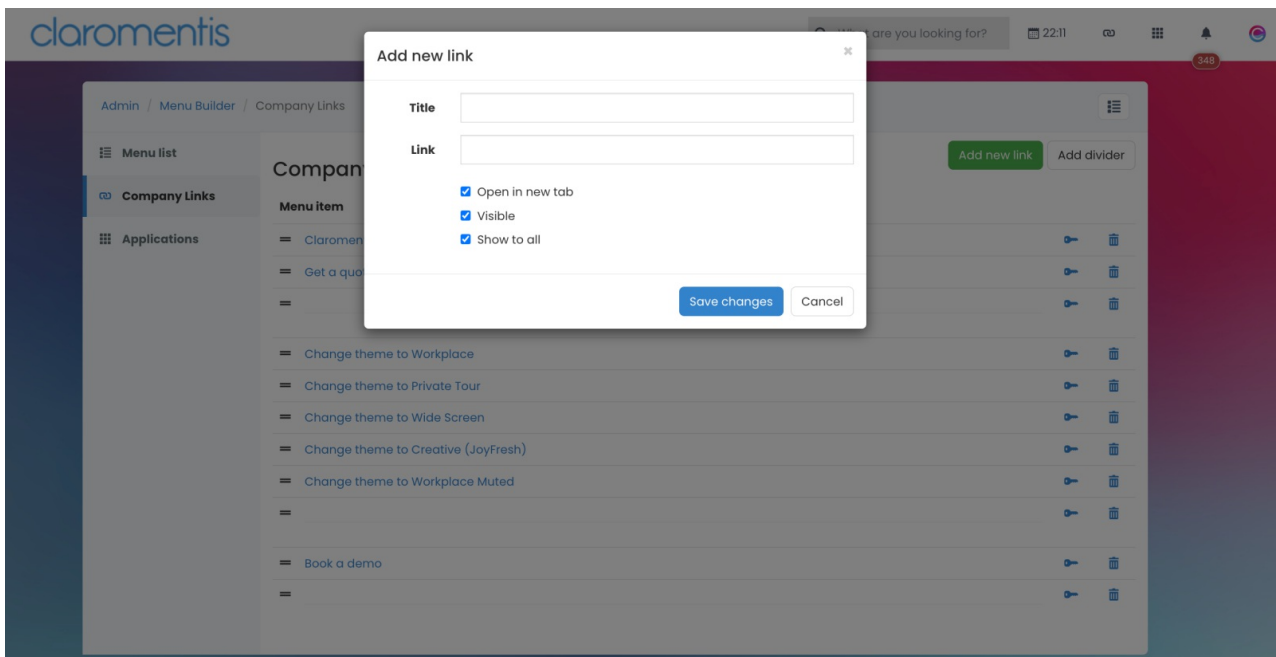 claromentis
are you looking for?
22:11
348
Add new link
Title
Link
Open in new tab
Visible
Show to all
Save changes
Cancel
Admin / Menu Builder / Company Links
Menu list
Company Links
Applications
Compan
Add new link
Add divider
Menu item
Claromen
Get a quo
Change theme to Workplace
Change theme to Private Tour
Change theme to Wide Screen
Change theme to Creative (JoyFresh)
Change theme to Workplace Muted
Book a demo